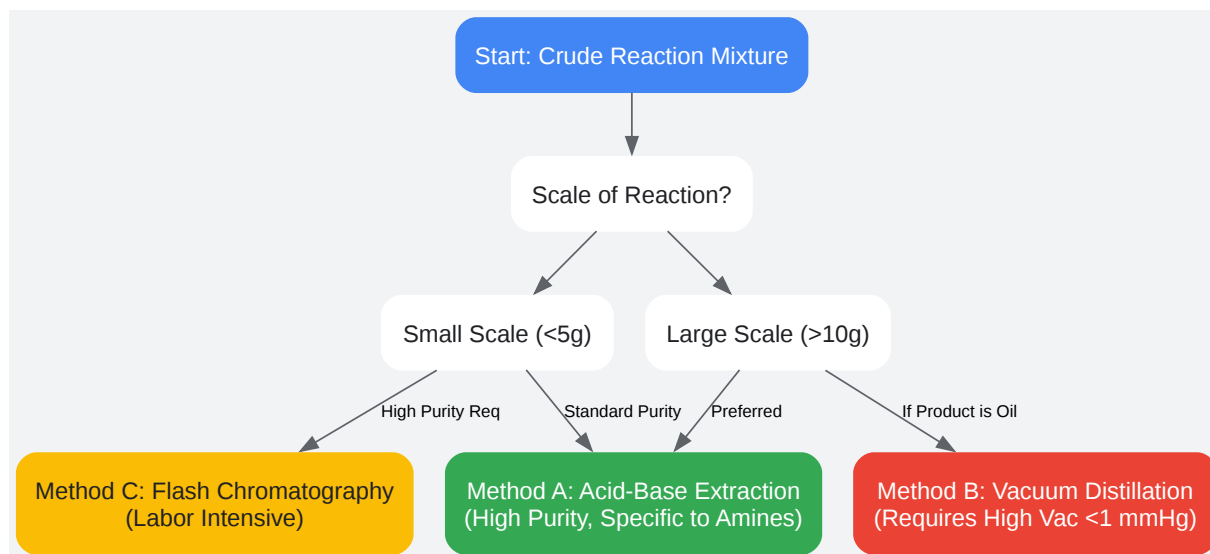 Start: Crude Reaction Mixture
Scale of Reaction?
Small Scale (<5g)
Large Scale (>10g)
High Purity Req
Standard Purity
Preferred
If Product is Oil
Method C: Flash Chromatography
(Labor Intensive)
Method A: Acid-Base Extraction
(High Purity, Specific to Amines)
Method B: Vacuum Distillation
(Requires High Vac <1 mmHg)